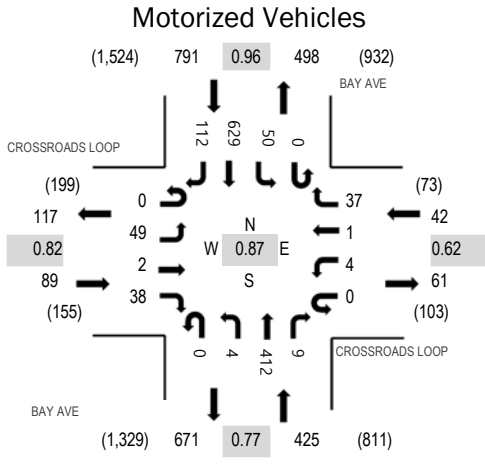 Motorized Vehicles
(1,524) 791 0.96 498 (932)
BAY AVE
112 629 50 0
CROSSROADS LOOP
(199) 0 37 (73)
117 42
49 N 1
0.82 W 0.87 E 0.62
2 S 4
89 61
38 0
(155) (103)
0 4 412 9
CROSSROADS LOOP
BAY AVE
(1,329) 671 0.77 425 (811)